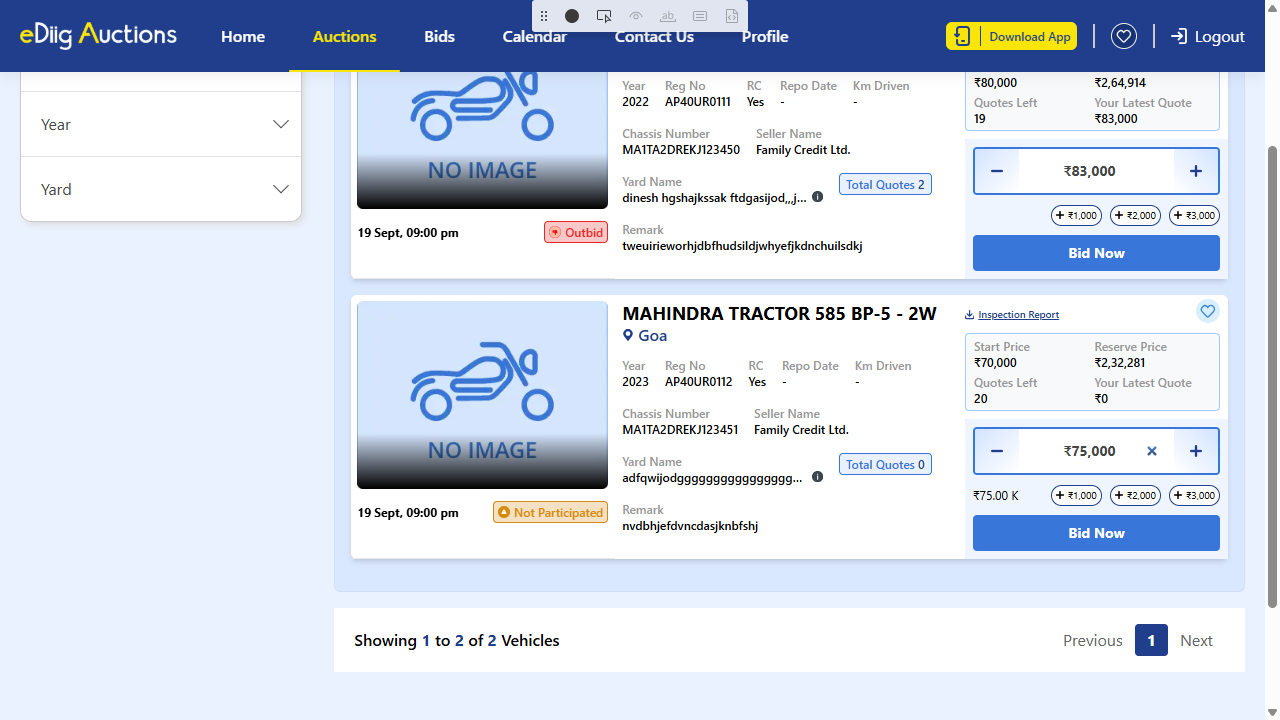 eDiig Auctions
Home
Auctions
Bids
Calendar
Contact Us
Profile
Download App
Logout
Year
Yard
NO IMAGE
19 Sept, 09:00 pm
Outbid
Year Reg No RC Repo Date Km Driven
2022 AP40UR0111 Yes - -
Chassis Number Seller Name
MA1TA2DREKJ123450 Family Credit Ltd.
Yard Name
dinesh hgshajkssak ftdgasijod,,,j...
Total Quotes 2
Remark
tweuirieworhjdbfhudsildjwhyefjkdnchuilsdkj
₹80,000 ₹2,64,914
Quotes Left Your Latest Quote
19 ₹83,000
− ₹83,000 +
+ ₹1,000 + ₹2,000 + ₹3,000
Bid Now
NO IMAGE
19 Sept, 09:00 pm
Not Participated
MAHINDRA TRACTOR 585 BP-5 - 2W
Goa
Year Reg No RC Repo Date Km Driven
2023 AP40UR0112 Yes - -
Chassis Number Seller Name
MA1TA2DREKJ123451 Family Credit Ltd.
Yard Name
adfqwijodggggggggggggggggg...
Total Quotes 0
Remark
nvdbhjefdvncdasjknbfshj
Inspection Report
Start Price Reserve Price
₹70,000 ₹2,32,281
Quotes Left Your Latest Quote
20 ₹0
− ₹75,000 × +
₹75.00 K + ₹1,000 + ₹2,000 + ₹3,000
Bid Now
Showing 1 to 2 of 2 Vehicles
Previous 1 Next